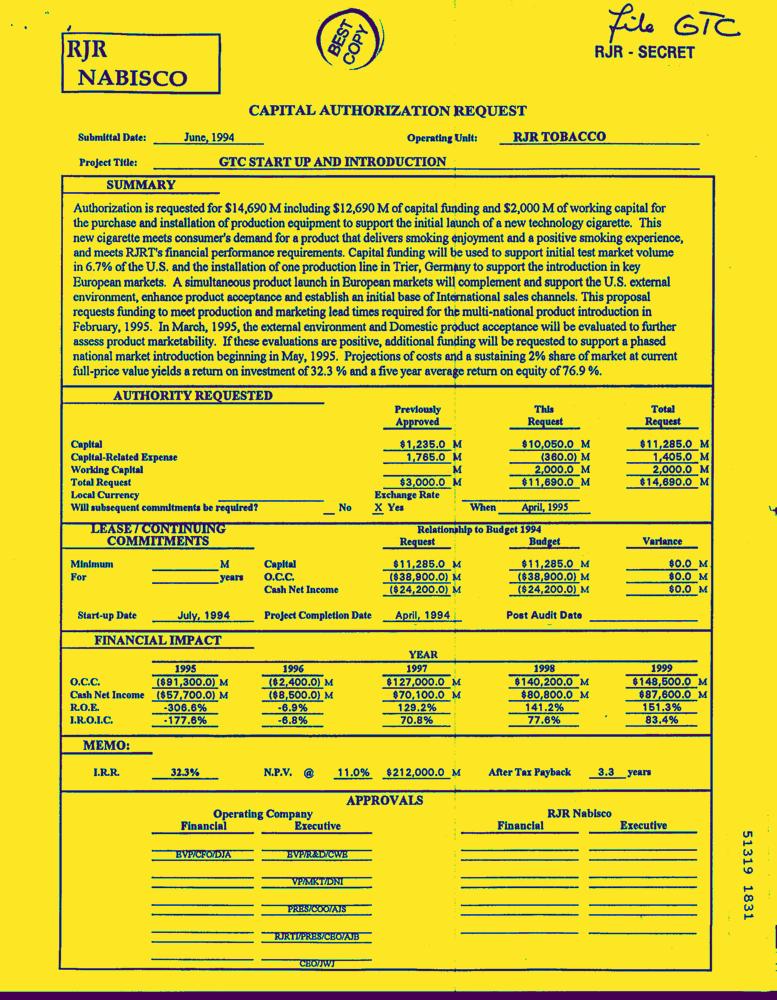 File GTC
RJR
NABISCO
BEST
COPY
RJR - SECRET
CAPITAL AUTHORIZATION REQUEST
Submittal Date: June, 1994 Operating Unit: RJR TOBACCO
Project Title: GTC START UP AND INTRODUCTION
SUMMARY
Authorization is requested for $14,690 M including $12,690 M of capital funding and $2,000 M of working capital for
the purchase and installation of production equipment to support the initial launch of a new technology cigarette. This
new cigarette meets consumer's demand for a product that delivers smoking enjoyment and a positive smoking experience,
and meets RJRT's financial performance requirements. Capital funding will be used to support initial test market volume
in 6.7% of the U.S. and the installation of one production line in Trier, Germany to support the introduction in key
European markets. A simultaneous product launch in European markets will complement and support the U.S. external
environment, enhance product acceptance and establish an initial base of International sales channels. This proposal
requests funding to meet production and marketing lead times required for the multi-national product introduction in
February, 1995. In March, 1995, the external environment and Domestic product acceptance will be evaluated to further
assess product marketability. If these evaluations are positive, additional funding will be requested to support a phased
national market introduction beginning in May, 1995. Projections of costs and a sustaining 2% share of market at current
full-price value yields a return on investment of 32.3 % and a five year average return on equity of 76.9 %.
AUTHORITY REQUESTED
Previously This Total
Approved Request Request
Capital $1,235.0 M $10,050.0 M $11,285.0 M
Capital-Related Expense 1,765.0 M (360.0) M 1,405.0 M
Working Capital M 2,000.0 M 2,000.0 M
Total Request $3,000.0 M $11,690.0 M $14,690.0 M
Local Currency Exchange Rate
Will subsequent commitments be required? No X Yes When April, 1995
LEASE / CONTINUING Relationship to Budget 1994
COMMITMENTS Request Budget Variance
Minimum M Capital $11,285.0 M $11,285.0 M $0.0 M
For years O.C.C. ($38,900.0) M ($38,900.0) M $0.0 M
Cash Net Income ($24,200.0) M ($24,200.0) M $0.0 M
Start-up Date July, 1994 Project Completion Date April, 1994 Post Audit Date
FINANCIAL IMPACT
YEAR
1995 1996 1997 1998 1999
O.C.C. ($91,300.0) M ($2,400.0) M $127,000.0 M $140,200.0 M $148,500.0 M
Cash Net Income ($57,700.0) M ($8,500.0) M $70,100.0 M $80,800.0 M $87,600.0 M
R.O.E. -306.6% -6.9% 129.2% 141.2% 151.3%
I.R.O.I.C. -177.6% -6.8% 70.8% 77.6% 83.4%
MEMO:
I.R.R. 32.3% N.P.V. @ 11.0% $212,000.0 M After Tax Payback 3.3 years
APPROVALS
Operating Company RJR Nabisco
Financial Executive Financial Executive
EVP/CFO/DJA EVP/R&D/CWE
VP/MKT/DNI
PRES/COO/AJS
RJRTI/PRES/CEO/AJB
CEO/JWJ
51319 1831